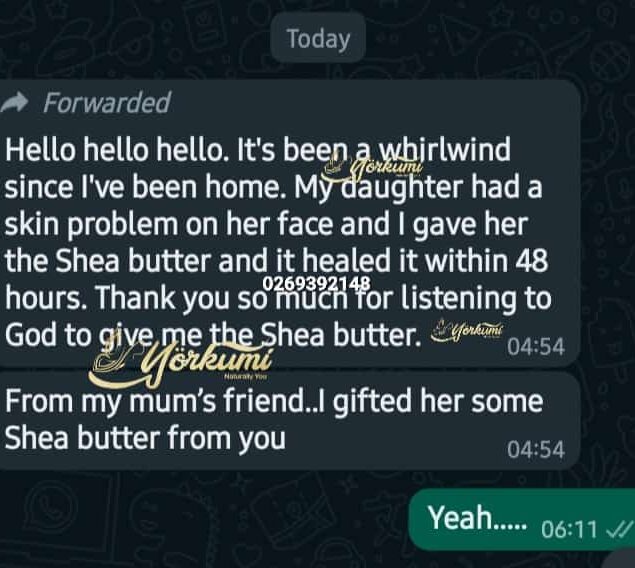 Today
Forwarded
Hello hello hello. It's been a whirlwind
Yörkumi
since I've been home. My daughter had a
skin problem on her face and I gave her
the Shea butter and it healed it within 48
0269392148
hours. Thank you so much for listening to
God to give me the Shea butter.
Yörkumi
04:54
Yörkumi
Naturally You
From my mum's friend..I gifted her some
Shea butter from you
04:54
Yeah.....
06:11